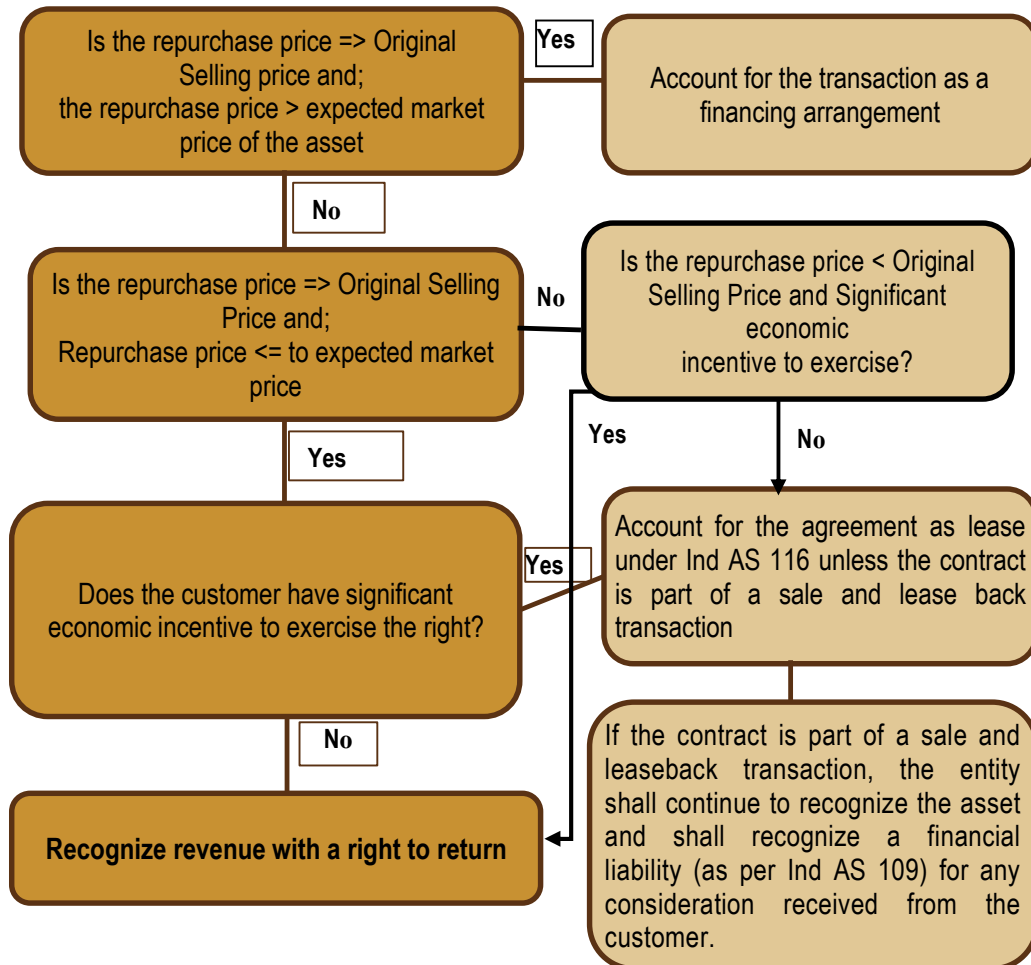 Is the repurchase price => Original
Selling price and;
the repurchase price > expected market
price of the asset
Yes
Account for the transaction as a
financing arrangement
No
Is the repurchase price => Original Selling
Price and;
Repurchase price <= to expected market
price
No
Is the repurchase price < Original
Selling Price and Significant
economic
incentive to exercise?
Yes
Yes
No
Does the customer have significant
economic incentive to exercise the right?
Yes
Account for the agreement as lease
under Ind AS 116 unless the contract
is part of a sale and lease back
transaction
No
Recognize revenue with a right to return
If the contract is part of a sale and
leaseback transaction, the entity
shall continue to recognize the asset
and shall recognize a financial
liability (as per Ind AS 109) for any
consideration received from the
customer.